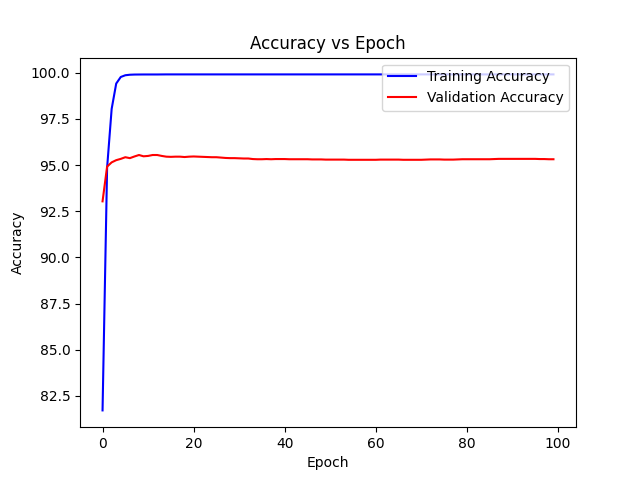 Accuracy vs Epoch
100.0
97.5
95.0
92.5
90.0
87.5
85.0
82.5
Accuracy
Training Accuracy
Validation Accuracy
0
20
40
60
80
100
Epoch